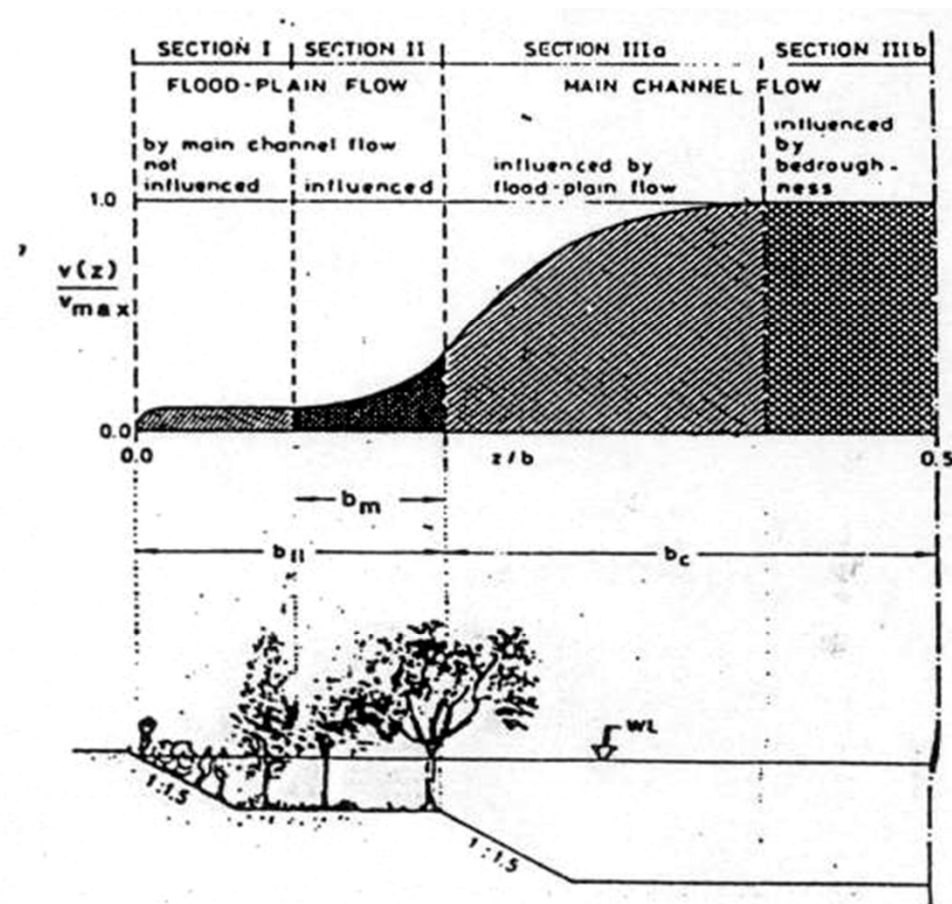 SECTION I SECTION II SECTION IIIa SECTION IIIb
FLOOD-PLAIN FLOW MAIN CHANNEL FLOW
by main channel flow
not
influenced
influenced
influenced by
flood-plain flow
influenced
by
bedrough-
ness
1.0
v(z)
vmax
0.0
0.0 z/b 0.5
bm
bII bc
WL
1:1.5
1:1.5